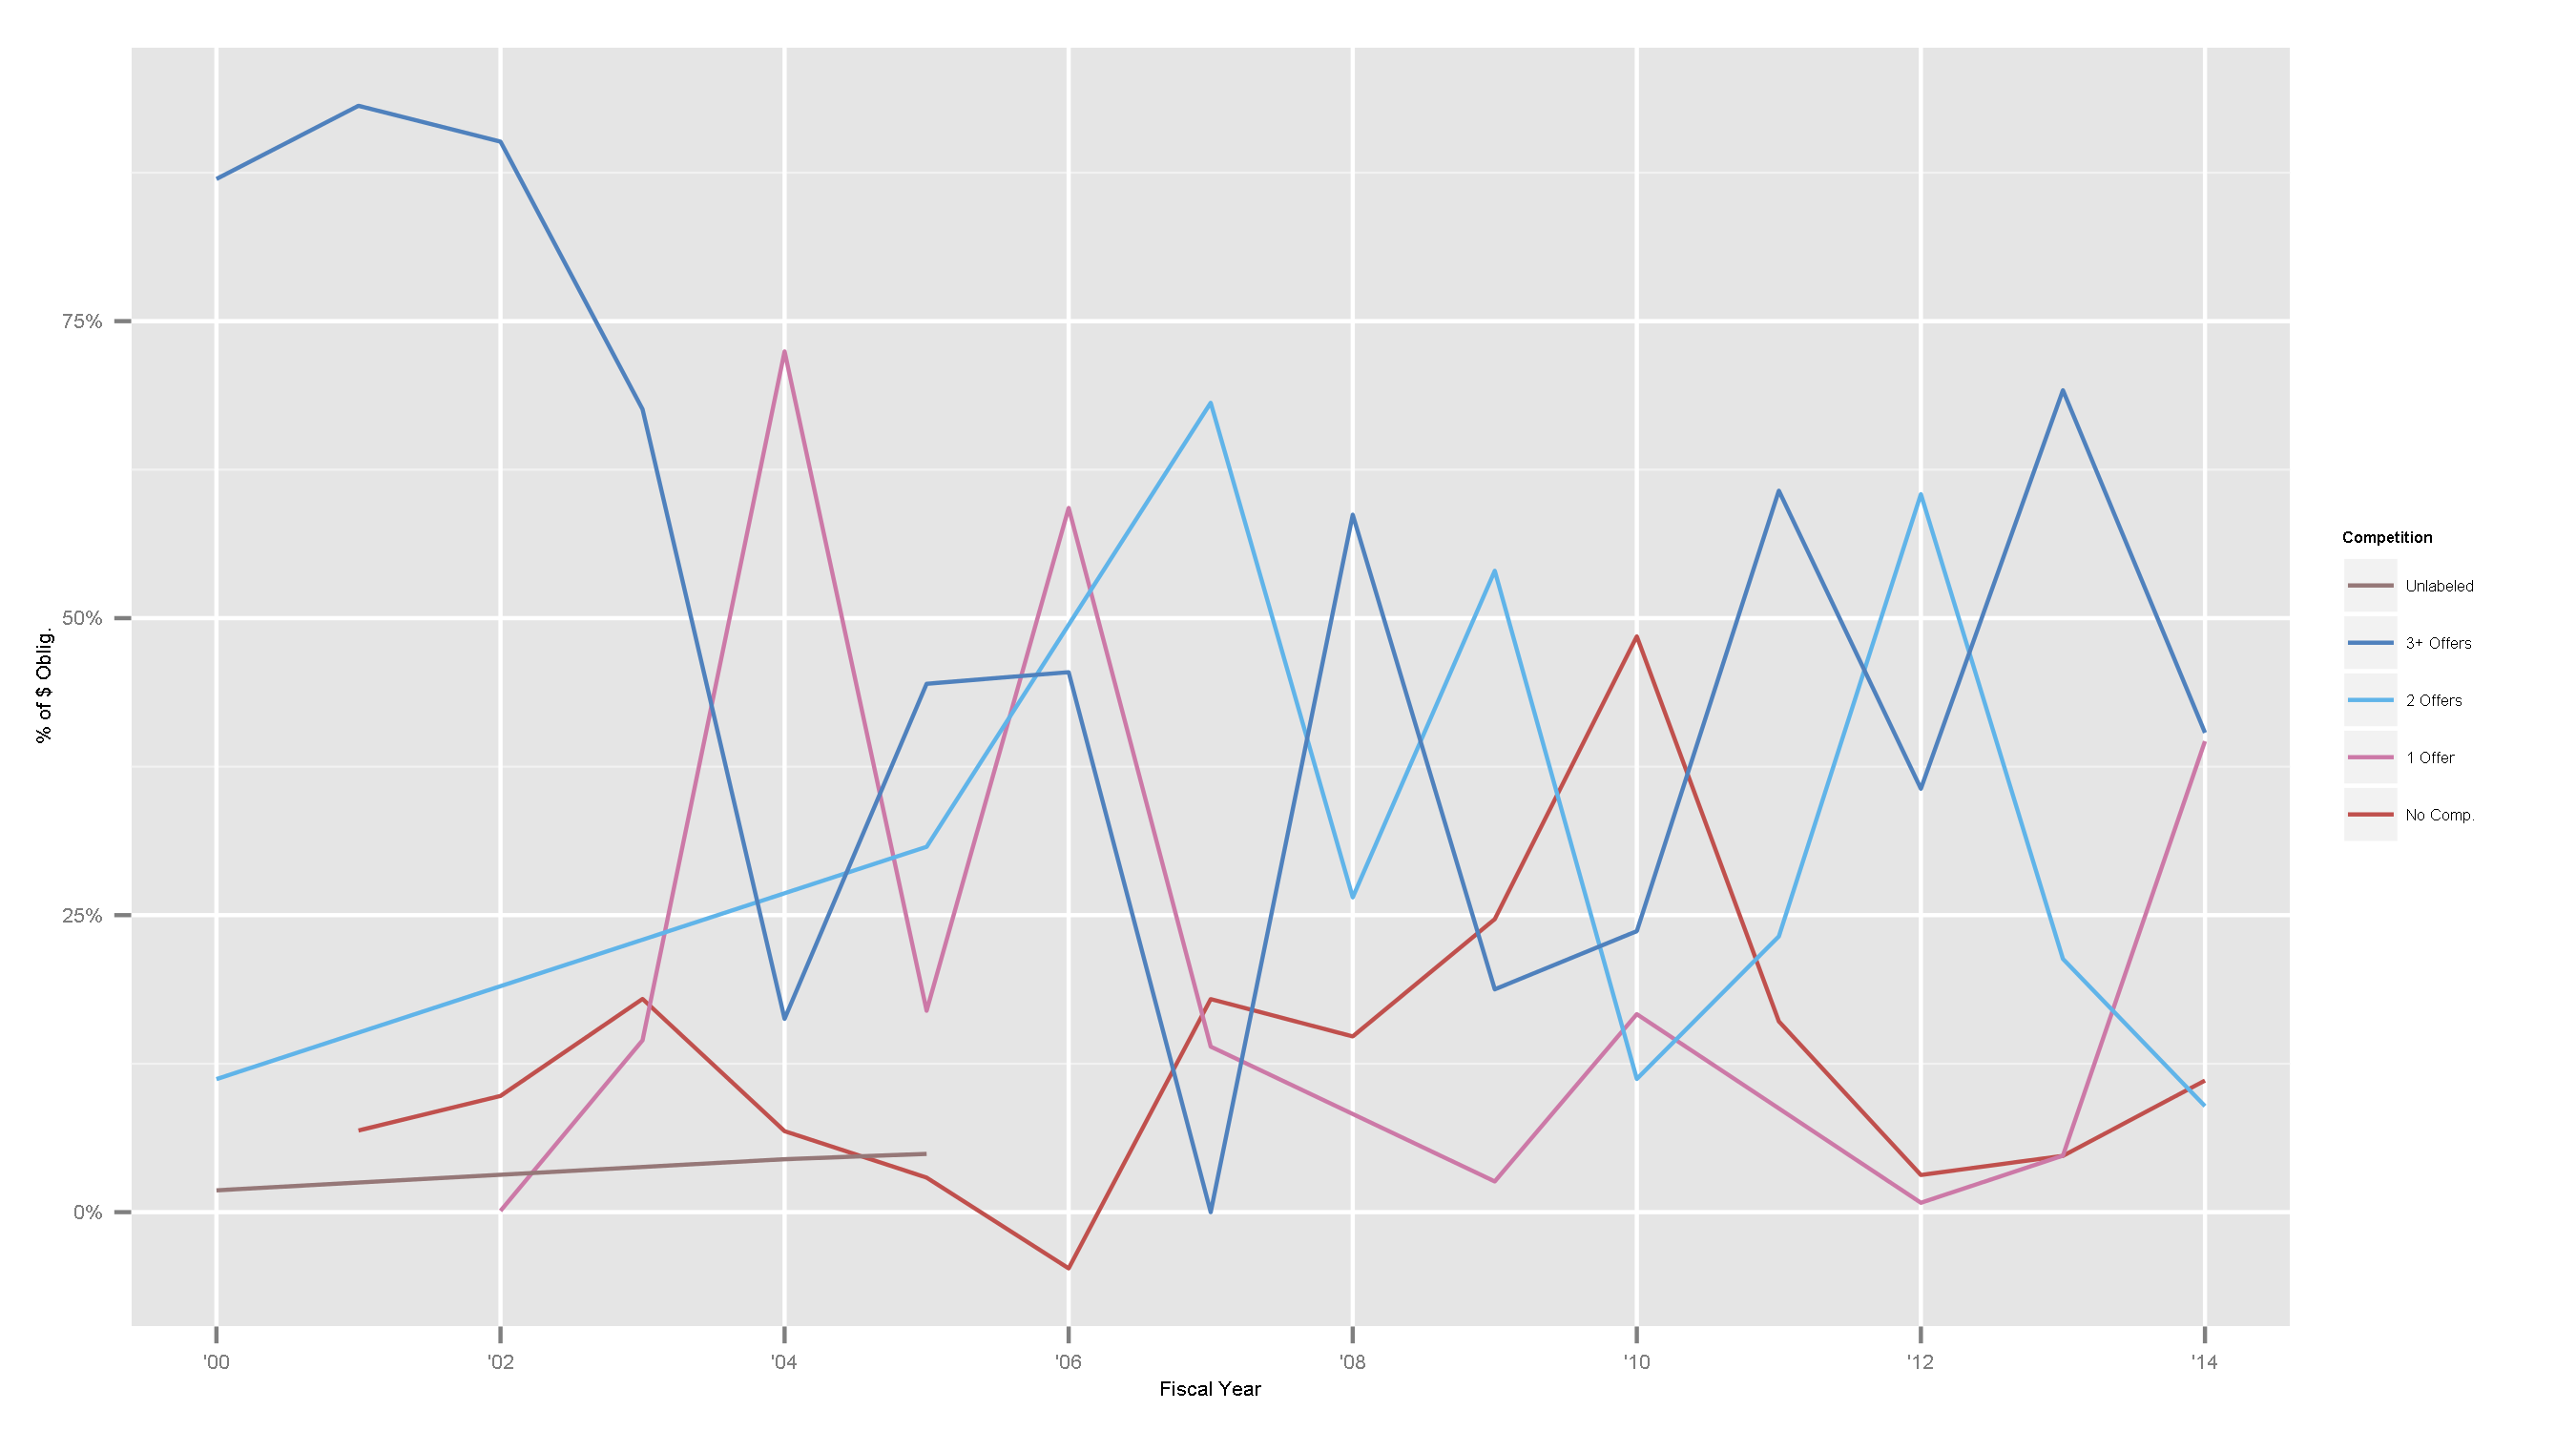 75%
50%
25%
0%
% of $ Oblig.
'00 '02 '04 '06 '08 '10 '12 '14
Fiscal Year
Competition
Unlabeled
3+ Offers
2 Offers
1 Offer
No Comp.